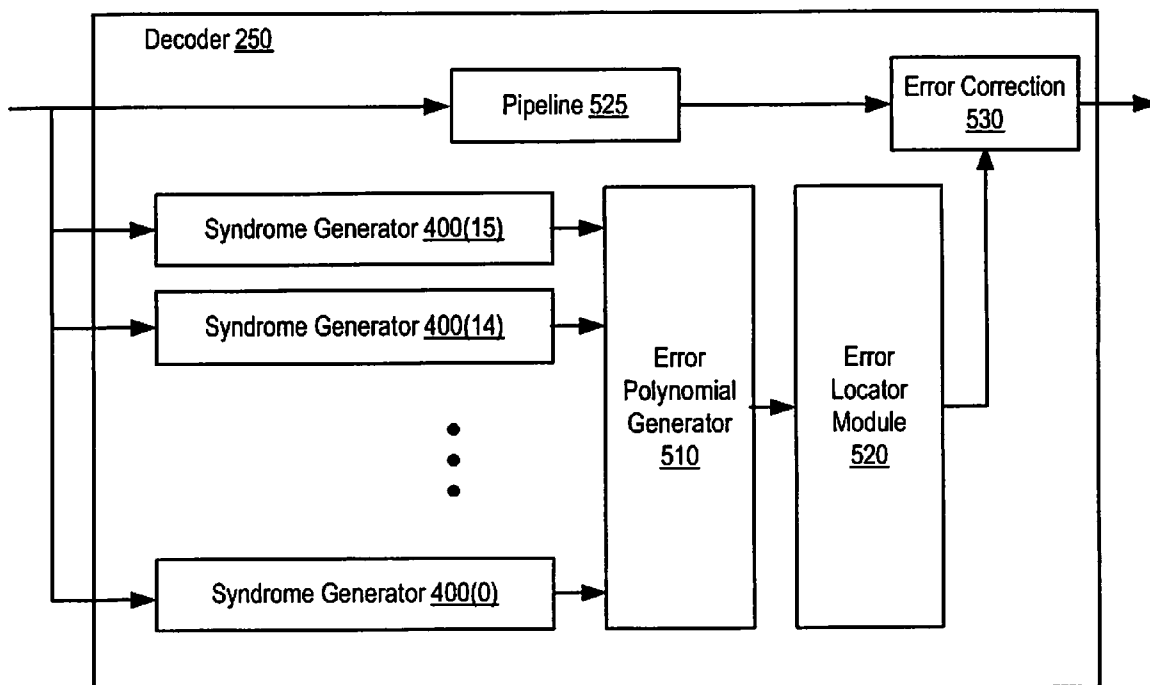 Decoder 250
Pipeline 525
Error Correction
530
Syndrome Generator 400(15)
Syndrome Generator 400(14)
Error
Polynomial
Generator
510
Error
Locator
Module
520
Syndrome Generator 400(0)